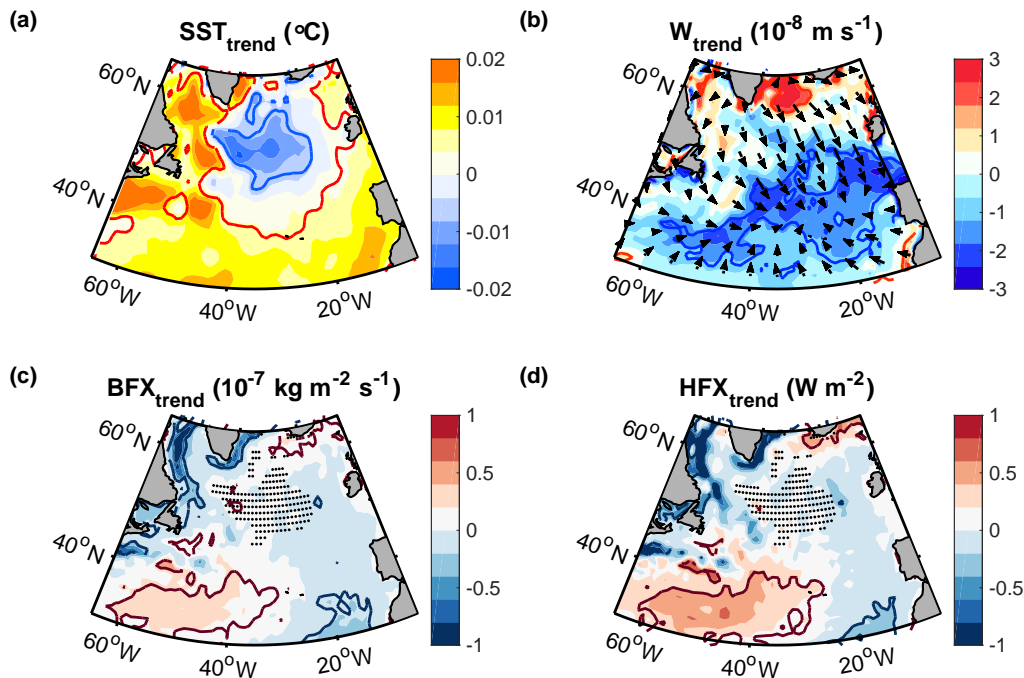 (a)
SST_trend (°C)
60°N
40°N
60°W
40°W
20°W
0.02
0.01
0
-0.01
-0.02
(b)
W_trend (10^-8 m s^-1)
60°N
40°N
60°W
40°W
20°W
3
2
1
0
-1
-2
-3
(c)
BFX_trend (10^-7 kg m^-2 s^-1)
60°N
40°N
60°W
40°W
20°W
1
0.5
0
-0.5
-1
(d)
HFX_trend (W m^-2)
60°N
40°N
60°W
40°W
20°W
1
0.5
0
-0.5
-1